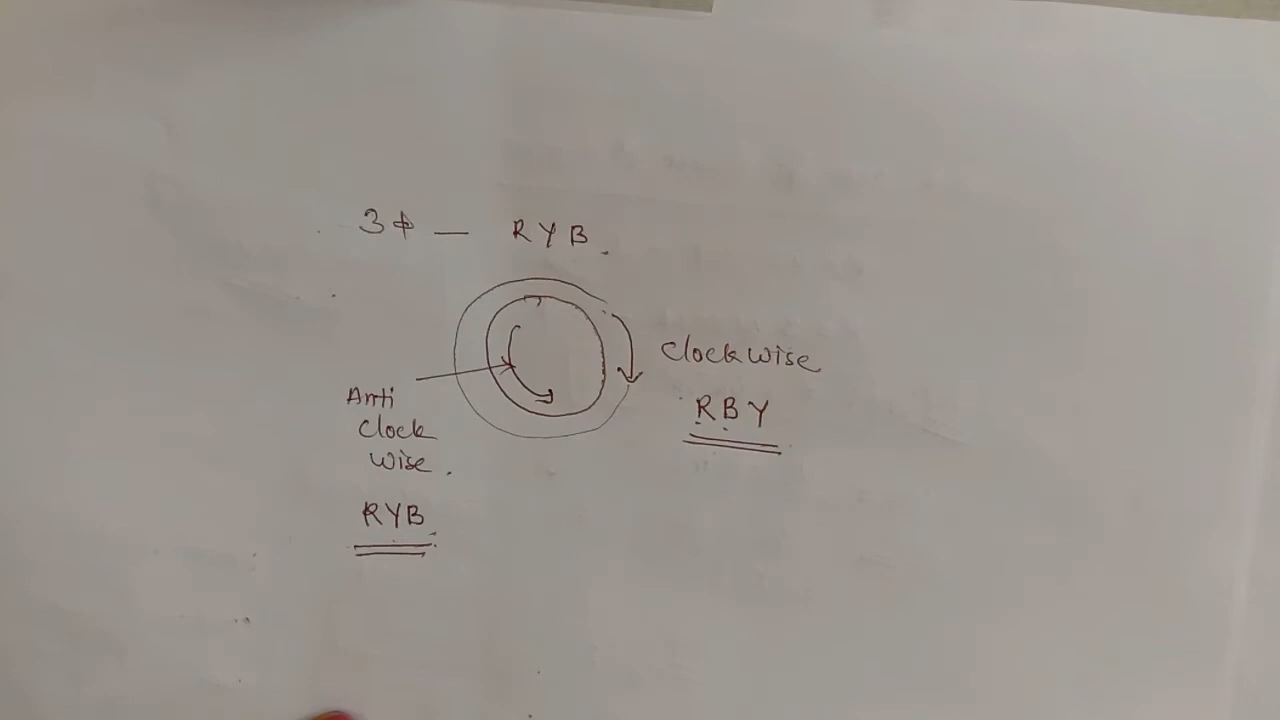 3ϕ — RYB.
Clockwise
RBY
Anti
Clock
wise.
RYB